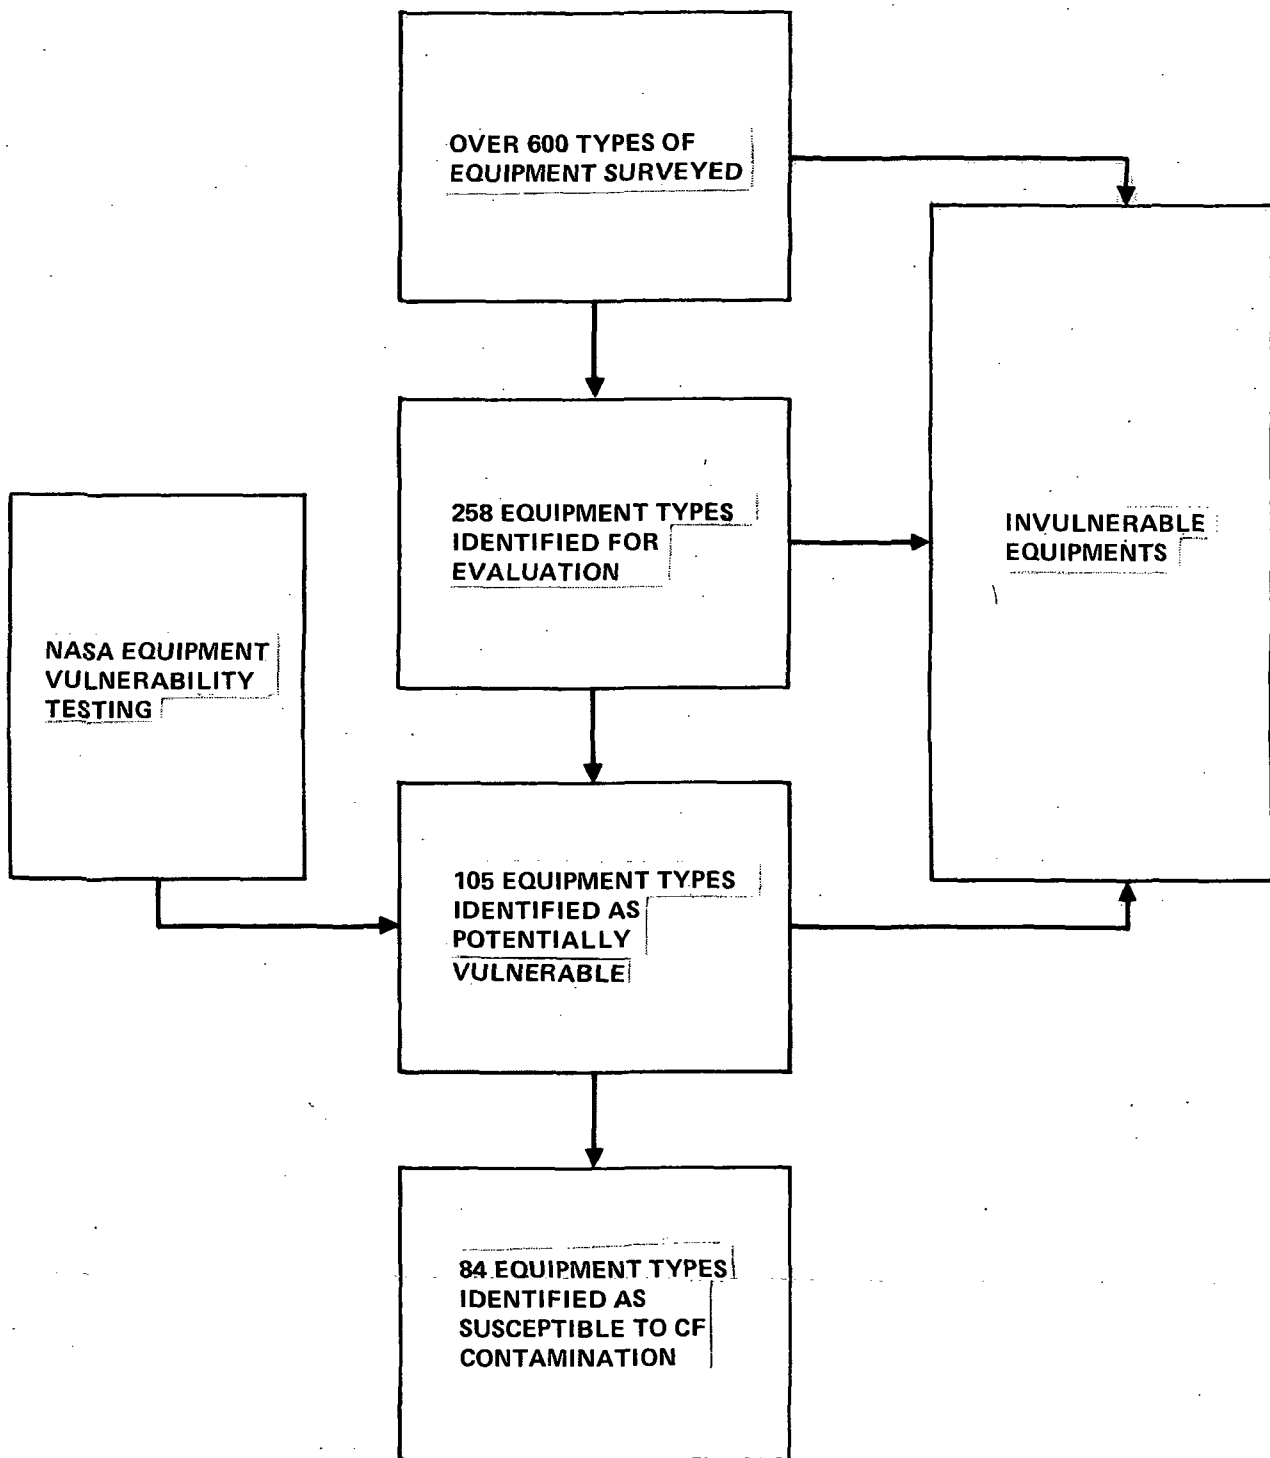 OVER 600 TYPES OF
EQUIPMENT SURVEYED
258 EQUIPMENT TYPES
IDENTIFIED FOR
EVALUATION
INVULNERABLE
EQUIPMENTS
NASA EQUIPMENT
VULNERABILITY
TESTING
105 EQUIPMENT TYPES
IDENTIFIED AS
POTENTIALLY
VULNERABLE
84 EQUIPMENT TYPES
IDENTIFIED AS
SUSCEPTIBLE TO CF
CONTAMINATION